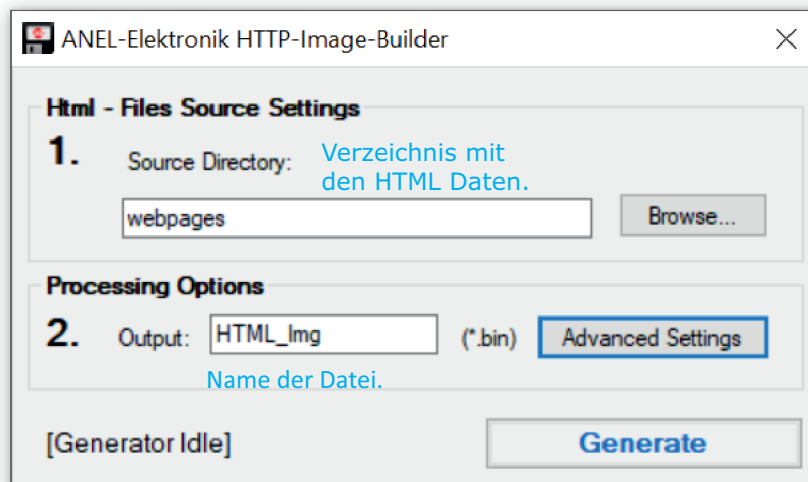 ANEL-Elektronik HTTP-Image-Builder
Html - Files Source Settings
1. Source Directory: Verzeichnis mit
den HTML Daten.
webpages Browse...
Processing Options
2. Output: HTML_Img (*.bin) Advanced Settings
Name der Datei.
[Generator Idle] Generate